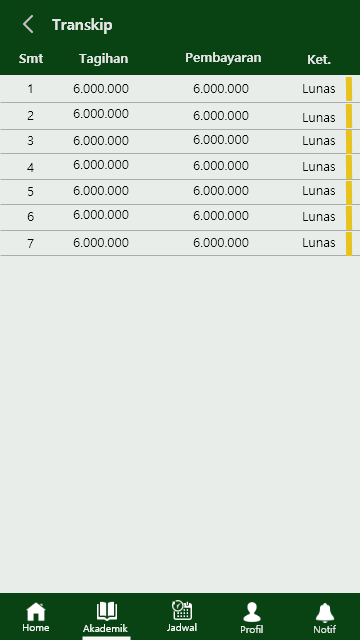 Transkip
Smt Tagihan Pembayaran Ket.
1 6.000.000 6.000.000 Lunas
2 6.000.000 6.000.000 Lunas
3 6.000.000 6.000.000 Lunas
4 6.000.000 6.000.000 Lunas
5 6.000.000 6.000.000 Lunas
6 6.000.000 6.000.000 Lunas
7 6.000.000 6.000.000 Lunas
Home Akademik Jadwal Profil Notif